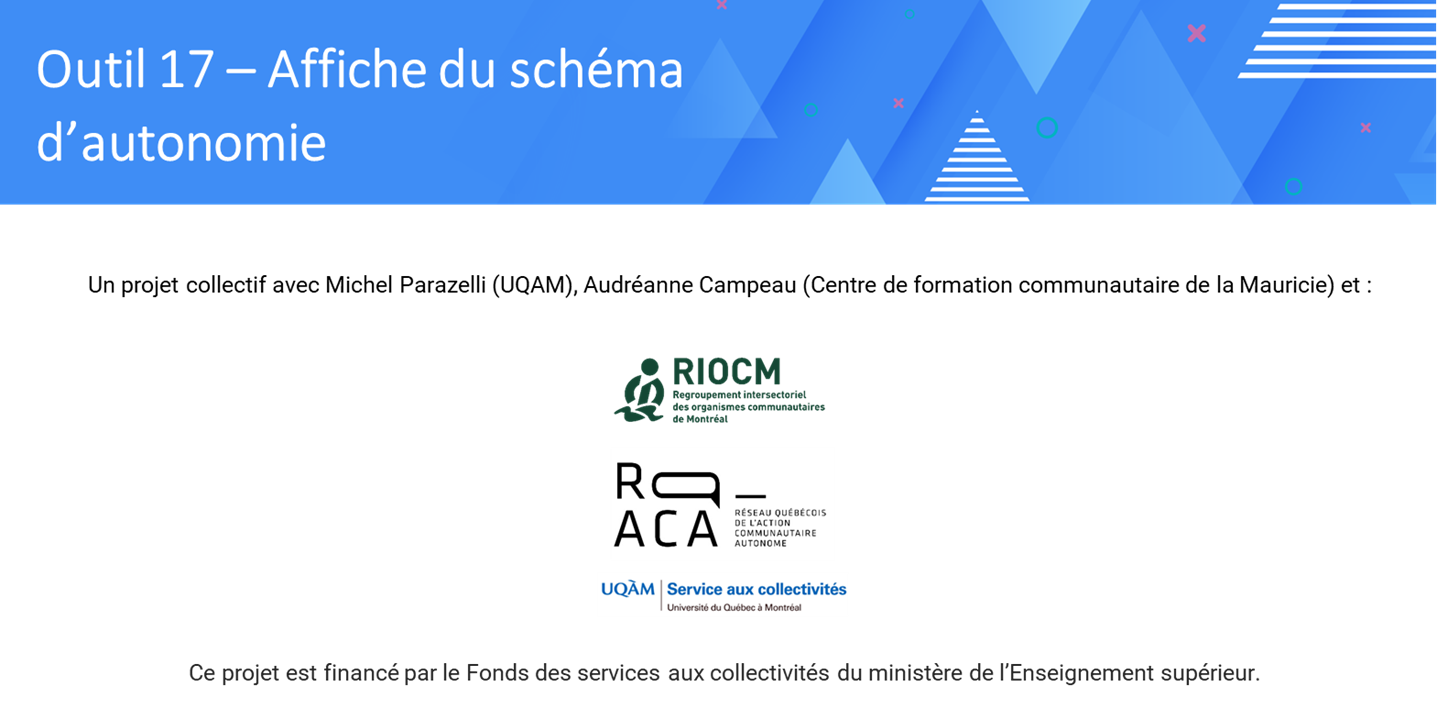 Outil 17 – Affiche du schéma
d’autonomie
Un projet collectif avec Michel Parazelli (UQAM), Audréanne Campeau (Centre de formation communautaire de la Mauricie) et :
RIOCM
Regroupement intersectoriel
des organismes communautaires
de Montréal
RQ
ACA
RÉSEAU QUÉBÉCOIS
DE L'ACTION
COMMUNAUTAIRE
AUTONOME
UQÀM
Service aux collectivités
Université du Québec à Montréal
Ce projet est financé par le Fonds des services aux collectivités du ministère de l’Enseignement supérieur.